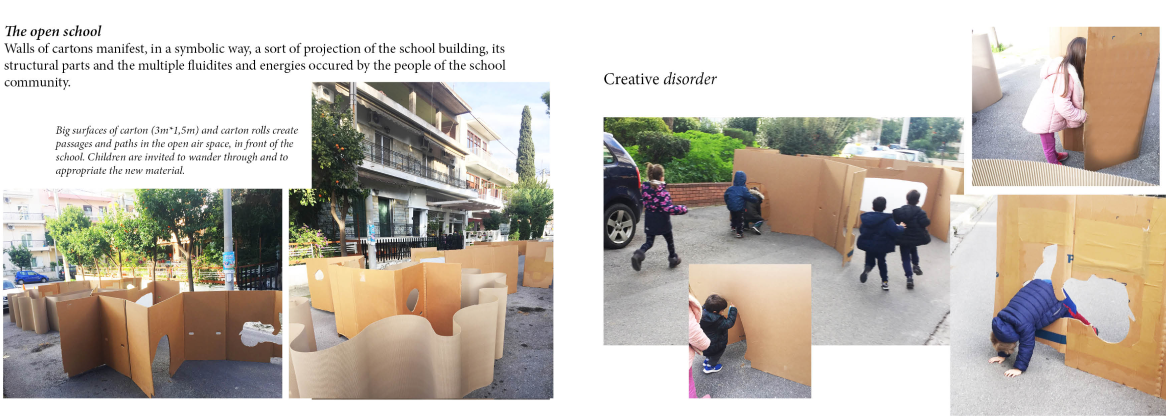 The open school
Walls of cartons manifest, in a symbolic way, a sort of projection of the school building, its
structural parts and the multiple fluidites and energies occured by the people of the school
community.
Big surfaces of carton (3m*1,5m) and carton rolls create
passages and paths in the open air space, in front of the
school. Children are invited to wander through and to
appropriate the new material.
Creative disorder